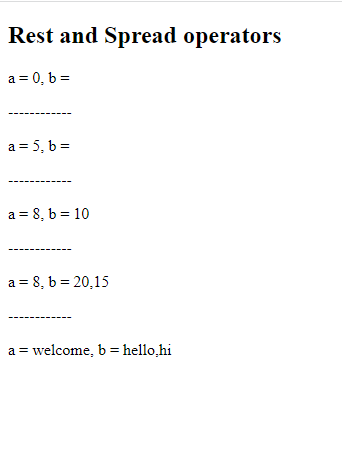 Rest and Spread operators
a = 0, b =
------------
a = 5, b =
------------
a = 8, b = 10
------------
a = 8, b = 20,15
------------
a = welcome, b = hello,hi